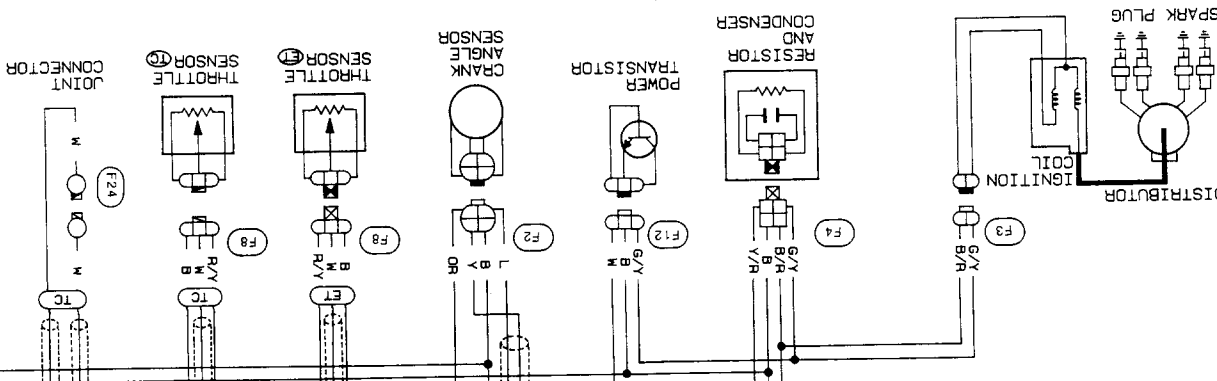 SPARK PLUG
DISTRIBUTOR
IGNITION
COIL
F3
G/Y
B/R
RESISTOR
AND
CONDENSER
F4
G/Y
B/R
B
Y/R
POWER
TRANSISTOR
F12
G/Y
B
W
CRANK
ANGLE
SENSOR
F2
L
B
Y
OR
THROTTLE
SENSOR ET
F8
B
W
R/Y
ET
THROTTLE
SENSOR TC
F8
R/Y
W
B
TC
JOINT
CONNECTOR
W
F24
W
TC